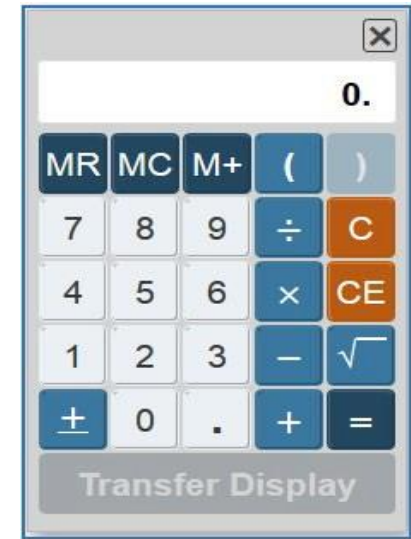 0.
MR MC M+ ( )
7 8 9 ÷ C
4 5 6 × CE
1 2 3 − √
± 0 . + =
Transfer Display